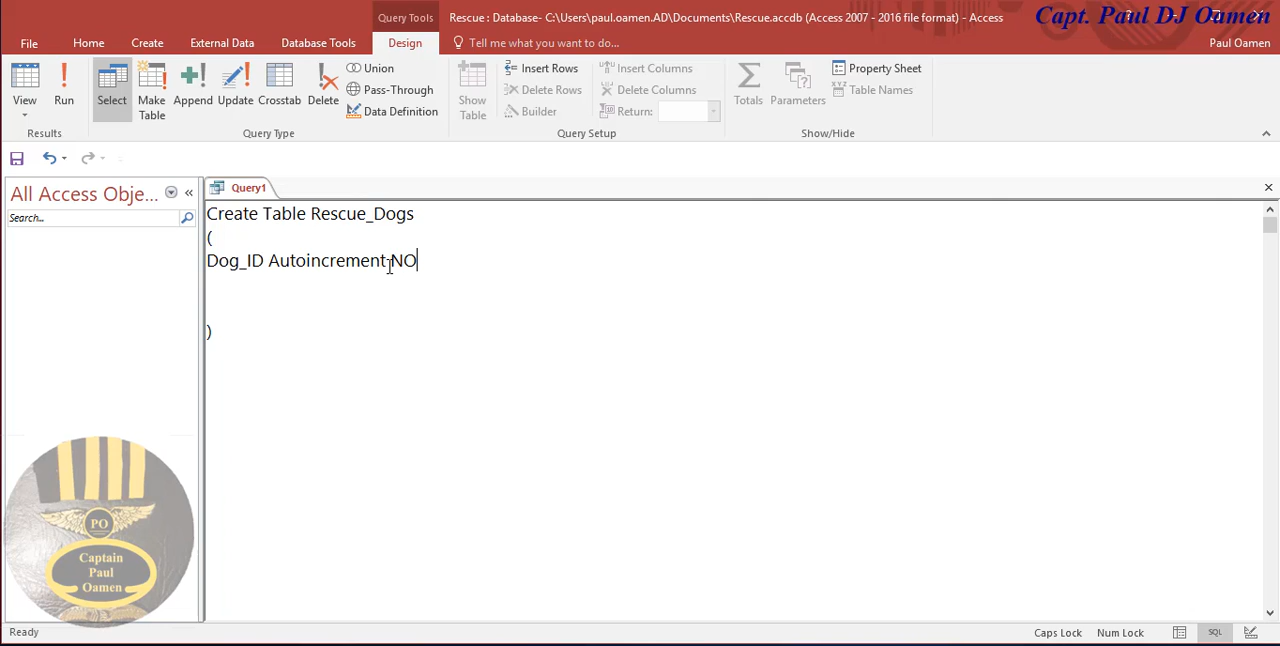 Query Tools
Rescue : Database- C:\Users\paul.oamen.AD\Documents\Rescue.accdb (Access 2007 - 2016 file format) - Access
Capt. Paul DJ Oamen
File Home Create External Data Database Tools Design Tell me what you want to do... Paul Oamen
View
Run
Results
Select
Make Table
Append
Update
Crosstab
Delete
Union
Pass-Through
Data Definition
Query Type
Show Table
Insert Rows
Delete Rows
Builder
Insert Columns
Delete Columns
Return:
Query Setup
Totals
Parameters
Property Sheet
XYZ
Table Names
Show/Hide
All Access Obje...
Search..
Query1
Create Table Rescue_Dogs
(
Dog_ID Autoincrement NO
)
PO
Captain
Paul
Oamen
Ready
Caps Lock Num Lock SQL